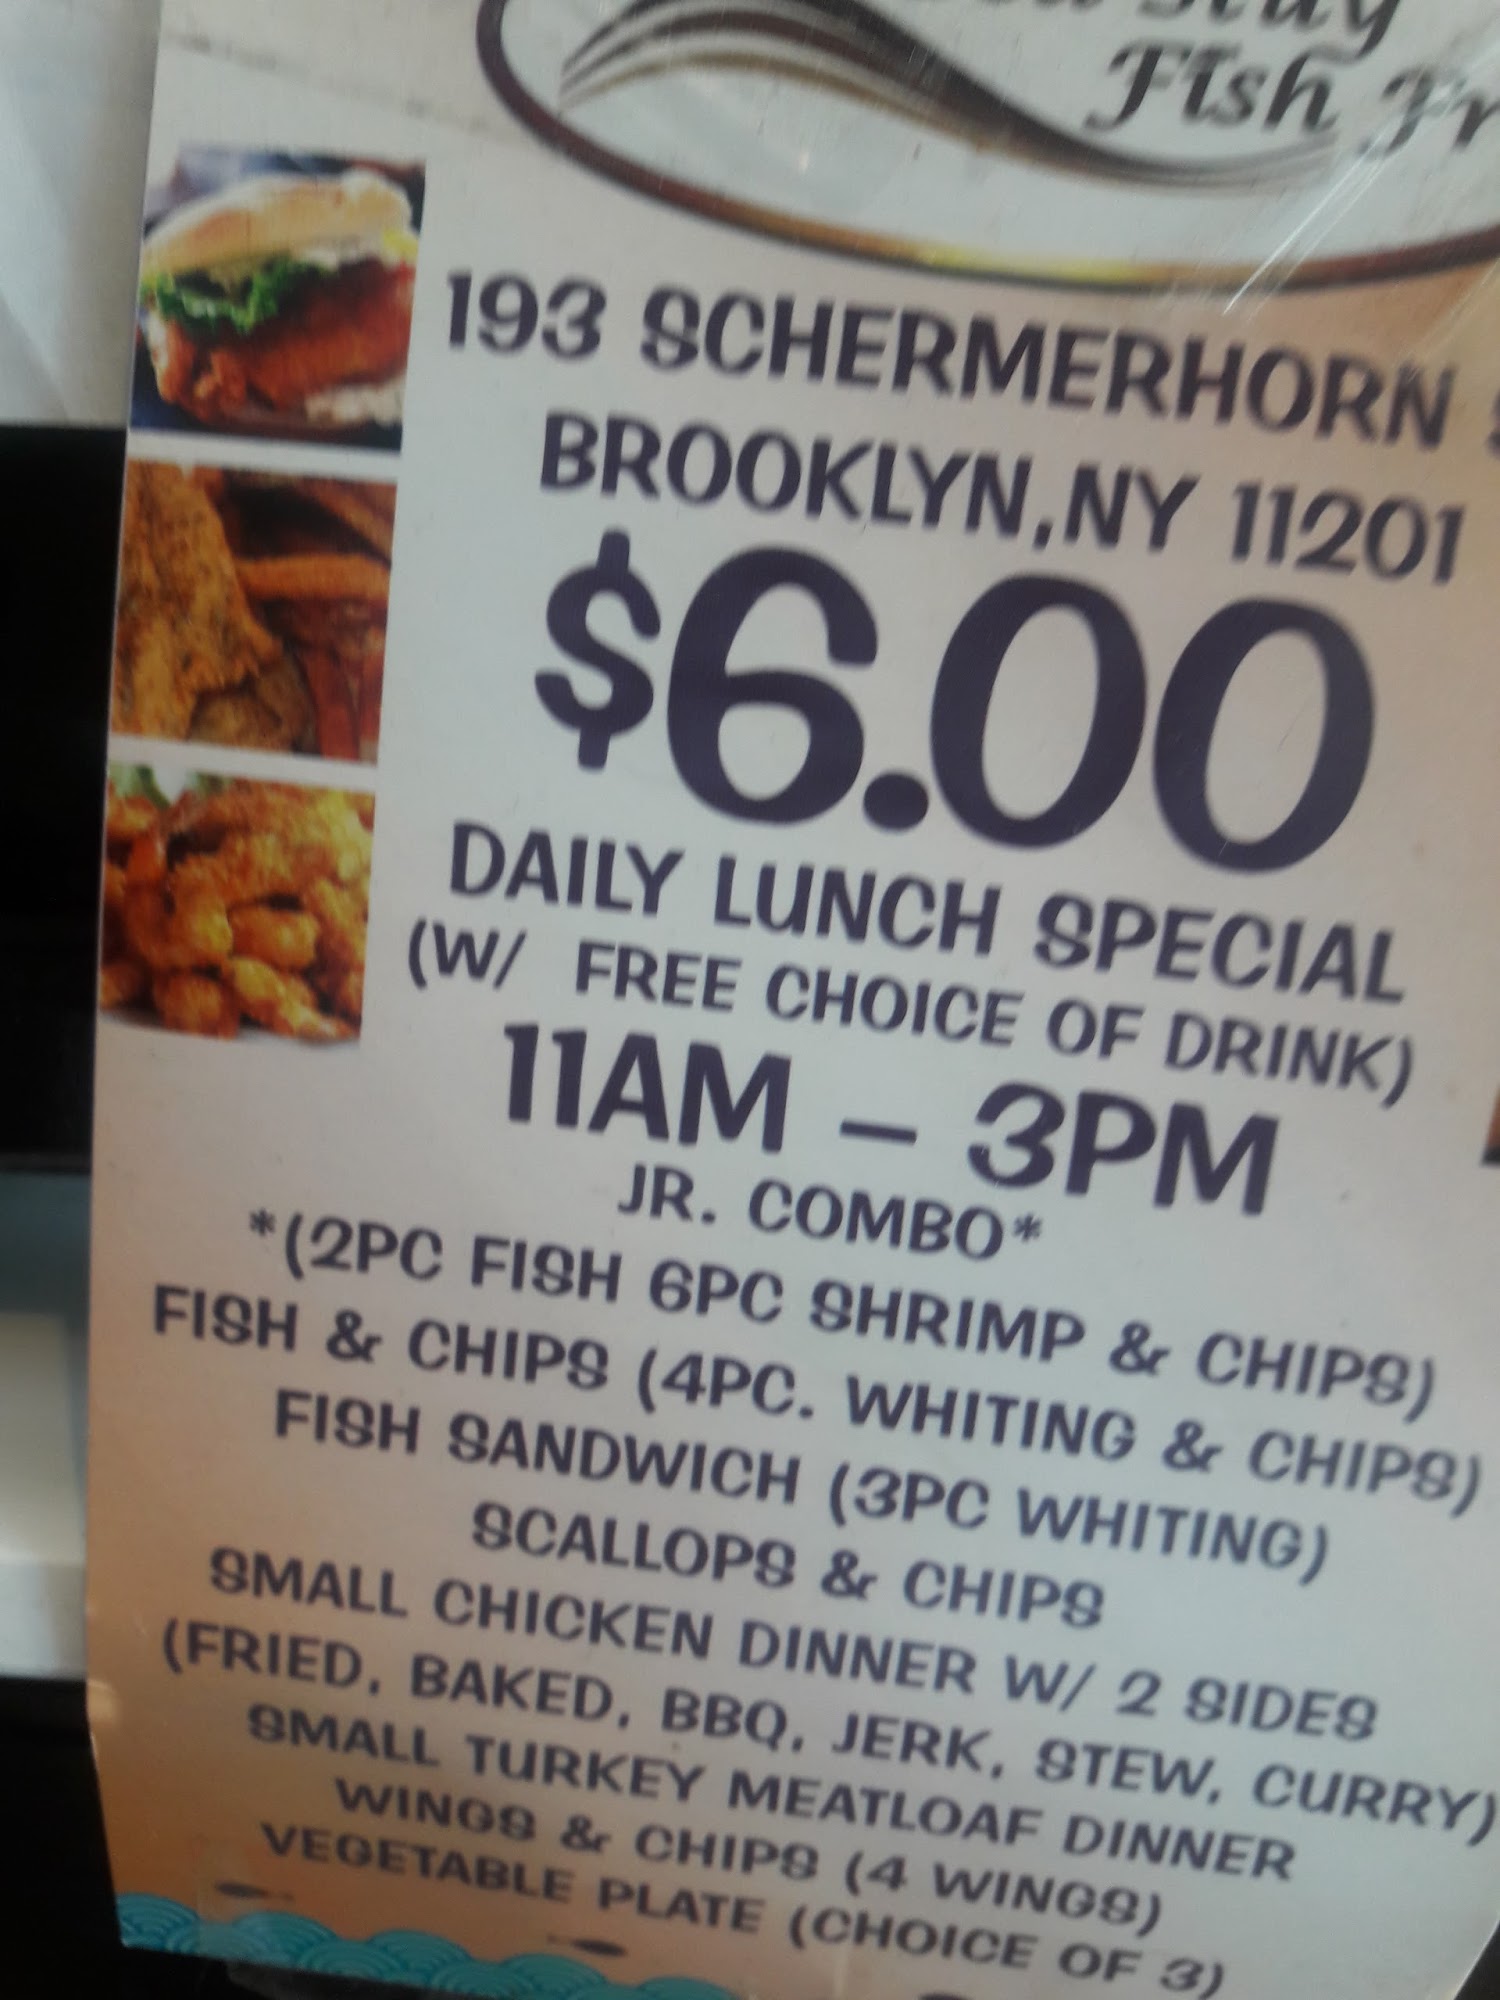 Stuy
Fish
193 SCHERMERHORN
BROOKLYN,NY 11201
$6.00
DAILY LUNCH SPECIAL
(W/ FREE CHOICE OF DRINK)
11AM – 3PM
JR. COMBO*
*(2PC FISH 6PC SHRIMP & CHIPS)
FISH & CHIPS (4PC. WHITING & CHIPS)
FISH SANDWICH (3PC WHITING)
SCALLOPS & CHIPS
SMALL CHICKEN DINNER W/ 2 SIDES
(FRIED, BAKED, BBQ, JERK, STEW, CURRY)
SMALL TURKEY MEATLOAF DINNER
WINGS & CHIPS (4 WINGS)
VEGETABLE PLATE (CHOICE OF 3)